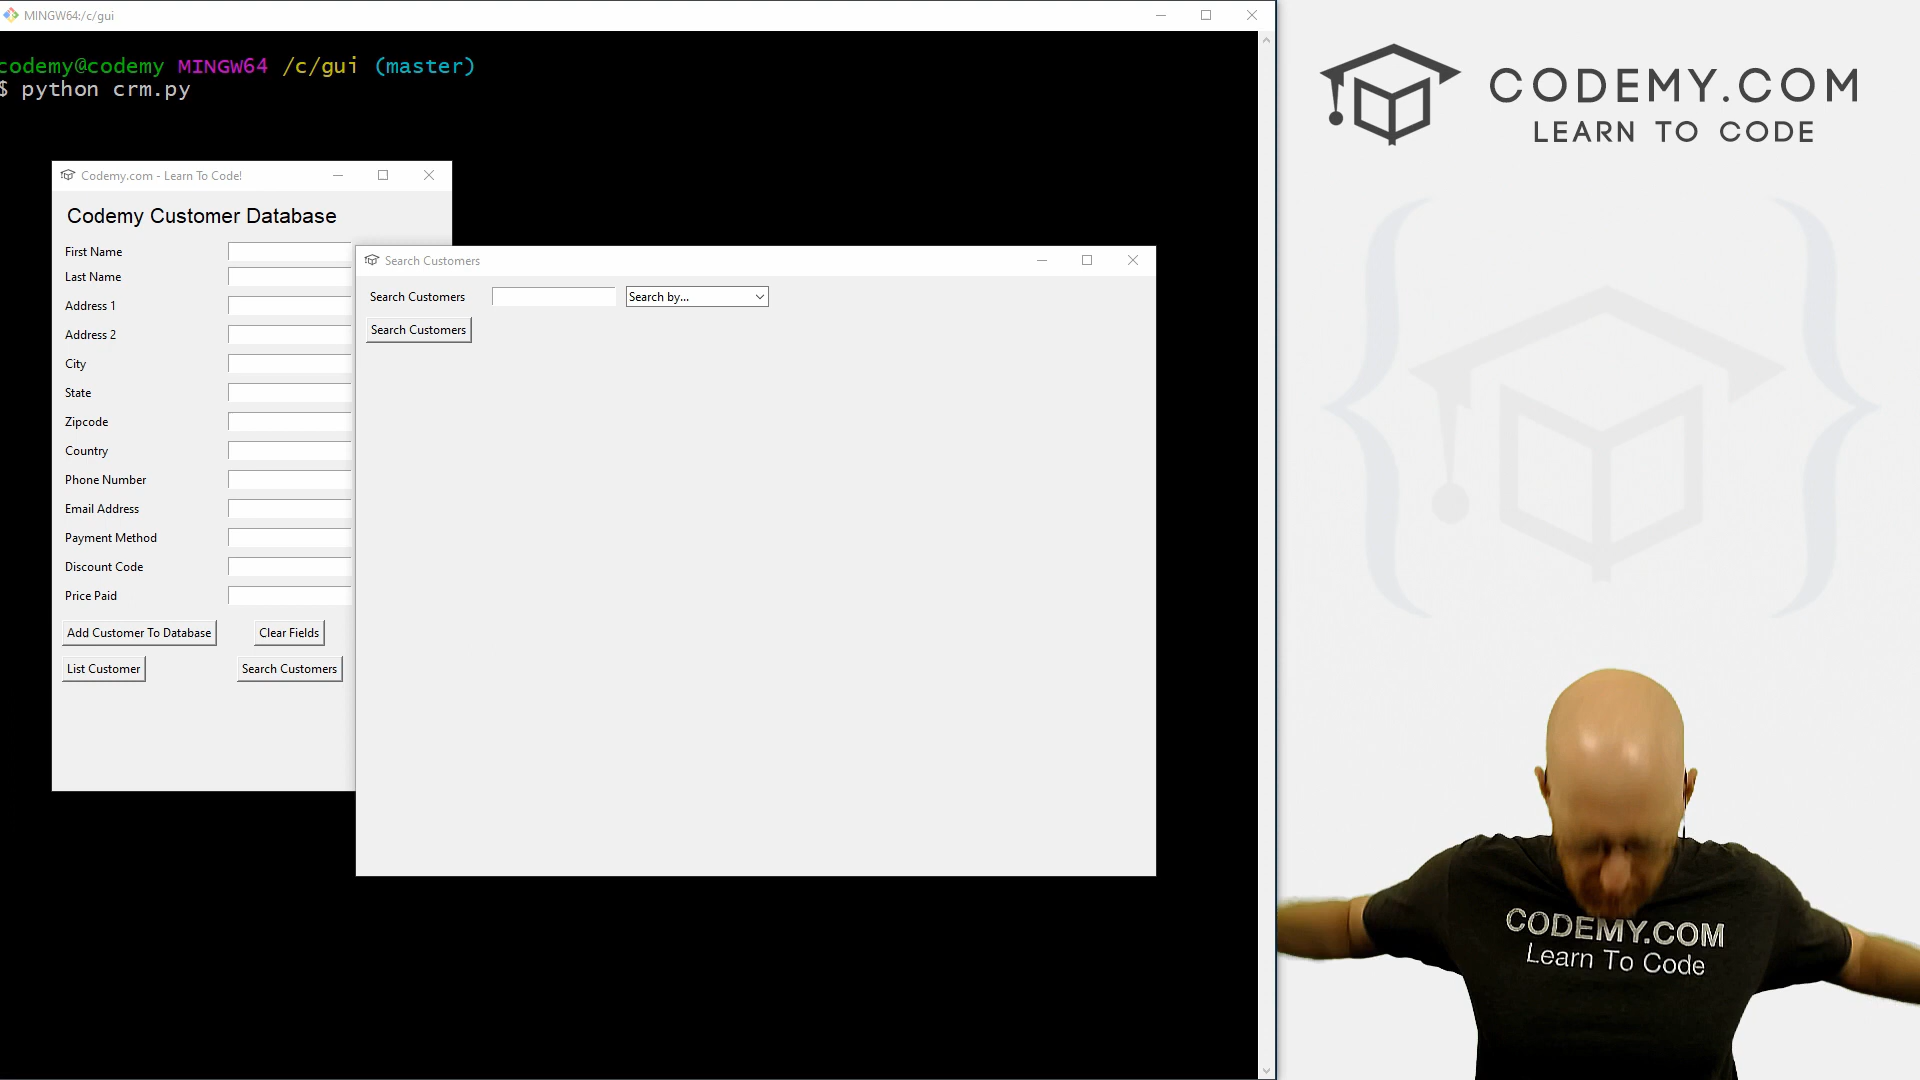 MINGW64:/c/gui
codemy@codemy MINGW64 /c/gui (master)
$ python crm.py
Codemy.com - Learn To Code!
Codemy Customer Database
First Name
Last Name
Address 1
Address 2
City
State
Zipcode
Country
Phone Number
Email Address
Payment Method
Discount Code
Price Paid
Add Customer To Database
Clear Fields
List Customer
Search Customers
Search Customers
Search Customers
Search by...
Search Customers
CODEMY.COM
LEARN TO CODE
CODEMY.COM
Learn To Code